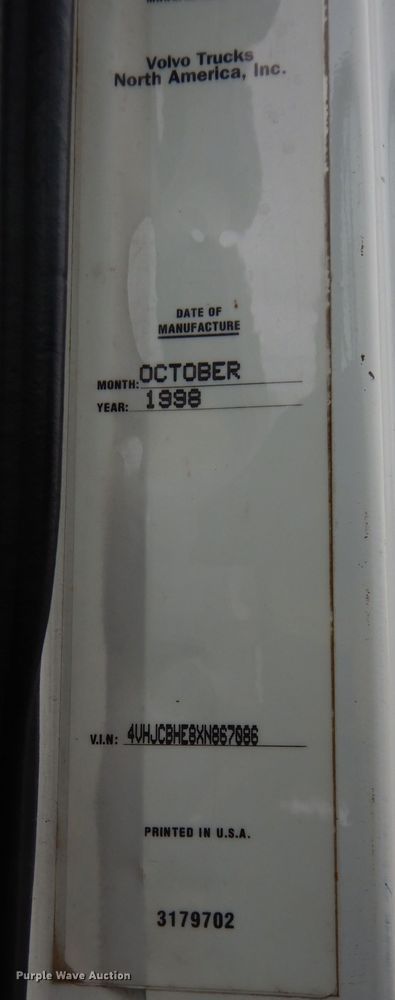 Volvo Trucks
North America, Inc.
DATE OF
MANUFACTURE
MONTH: OCTOBER
YEAR: 1998
V.I.N: 4VHJCBHE8XN867086
PRINTED IN U.S.A.
3179702
Purple Wave Auction